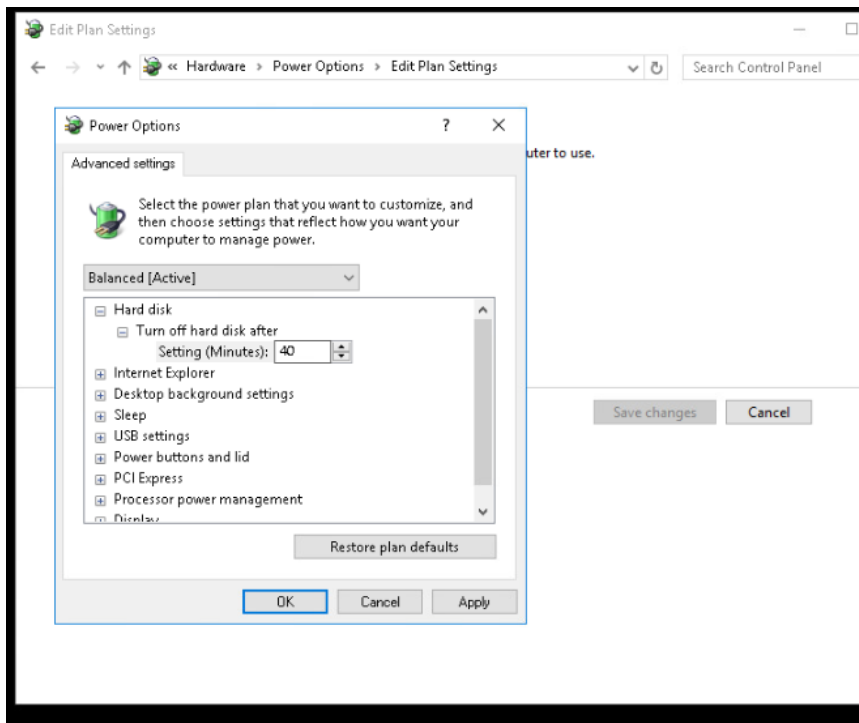 Edit Plan Settings
« Hardware > Power Options > Edit Plan Settings
Search Control Panel
Power Options
?
uter to use.
Advanced settings
Select the power plan that you want to customize, and
then choose settings that reflect how you want your
computer to manage power.
Balanced [Active]
Hard disk
Turn off hard disk after
Setting (Minutes): 40
Internet Explorer
Desktop background settings
Sleep
USB settings
Power buttons and lid
PCI Express
Processor power management
Display
Restore plan defaults
OK Cancel Apply
Save changes Cancel